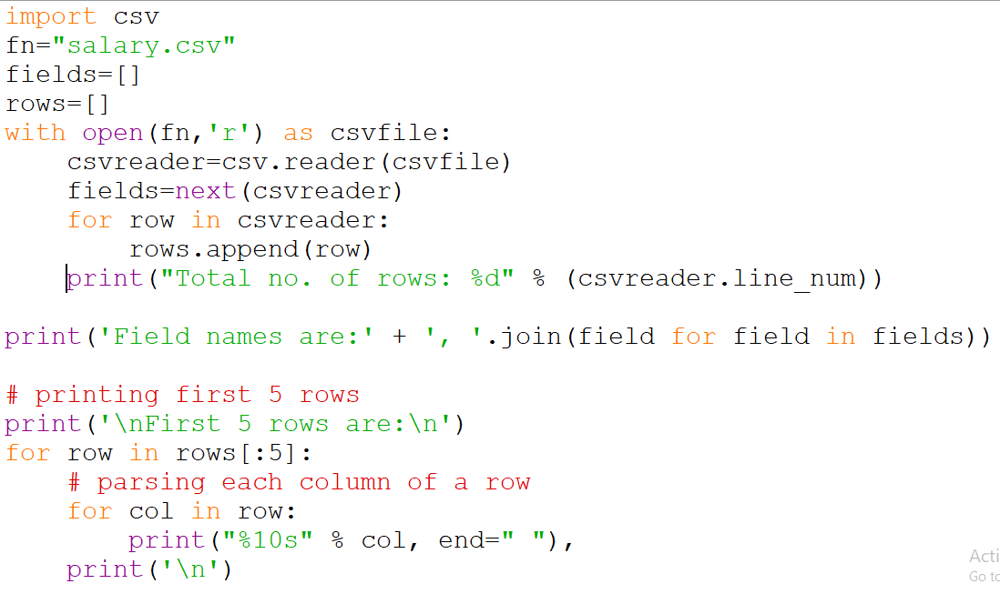 import csv
fn="salary.csv"
fields=[]
rows=[]
with open(fn,'r') as csvfile:
    csvreader=csv.reader(csvfile)
    fields=next(csvreader)
    for row in csvreader:
        rows.append(row)
    print("Total no. of rows: %d" % (csvreader.line_num))

print('Field names are:' + ', '.join(field for field in fields))

# printing first 5 rows
print('\nFirst 5 rows are:\n')
for row in rows[:5]:
    # parsing each column of a row
    for col in row:
        print("%10s" % col, end=" "),
    print('\n')
Acti
Go to